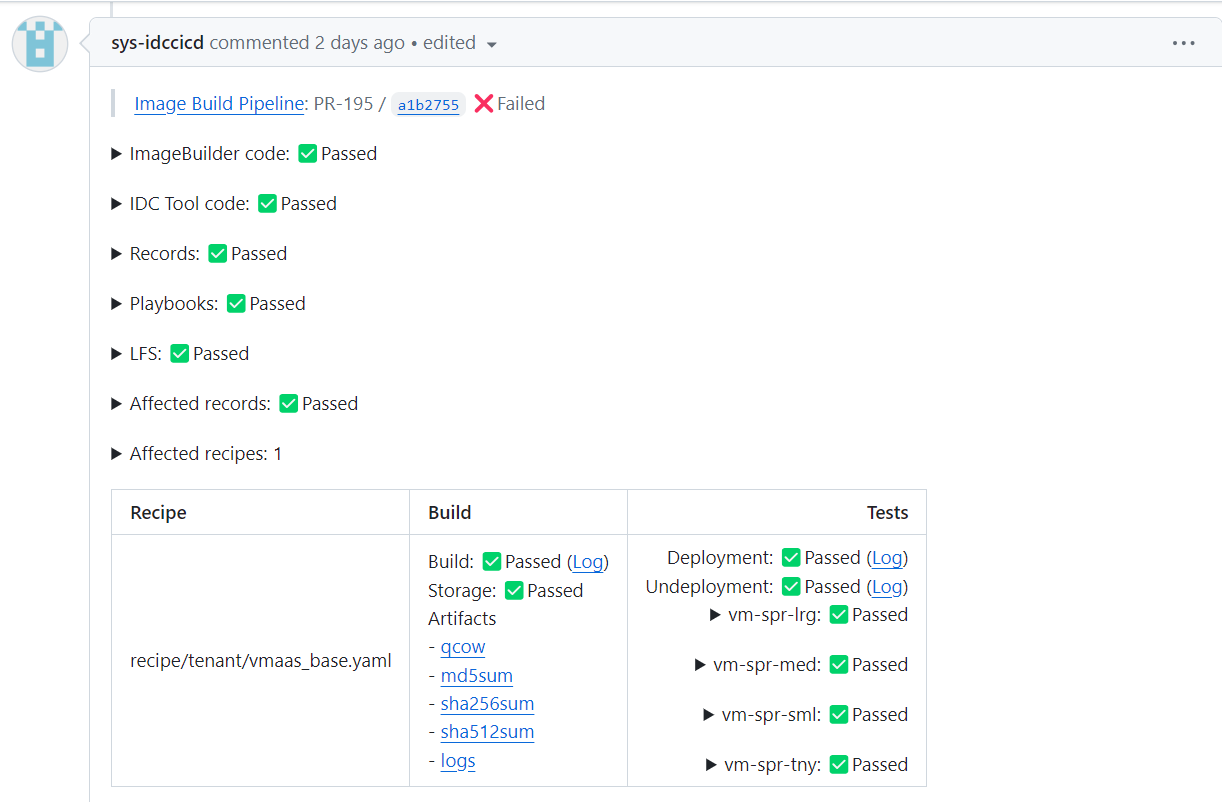 sys-idccicd commented 2 days ago • edited
Image Build Pipeline: PR-195 / a1b2755 ❌ Failed
▶ ImageBuilder code: ✅ Passed
▶ IDC Tool code: ✅ Passed
▶ Records: ✅ Passed
▶ Playbooks: ✅ Passed
▶ LFS: ✅ Passed
▶ Affected records: ✅ Passed
▶ Affected recipes: 1
Recipe
Build
Tests
recipe/tenant/vmaas_base.yaml
Build: ✅ Passed (Log)
Storage: ✅ Passed
Artifacts
- qcow
- md5sum
- sha256sum
- sha512sum
- logs
Deployment: ✅ Passed (Log)
Undeployment: ✅ Passed (Log)
▶ vm-spr-lrg: ✅ Passed
▶ vm-spr-med: ✅ Passed
▶ vm-spr-sml: ✅ Passed
▶ vm-spr-tny: ✅ Passed